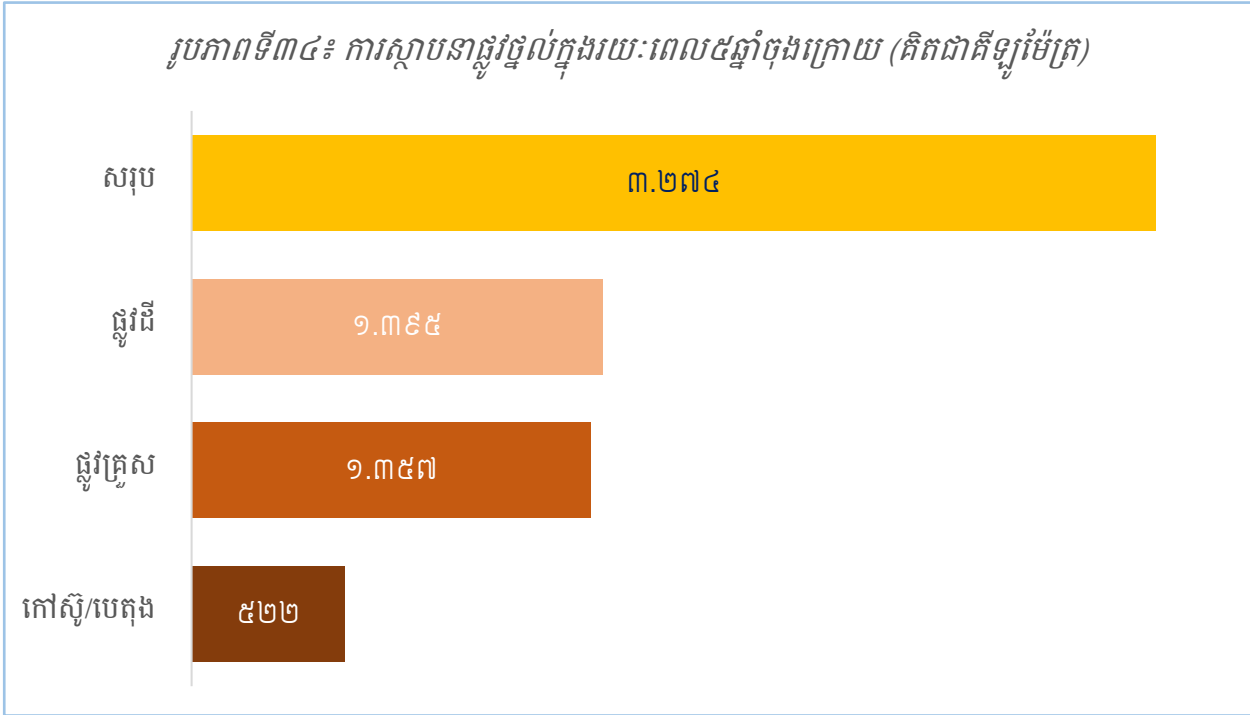 រូបភាពទី៣៤៖ ការស្ថាបនាផ្លូវថ្នល់ក្នុងរយៈពេល៥ឆ្នាំចុងក្រោយ (គិតជាគីឡូម៉ែត្រ)
សរុប ៣.២៧៤
ផ្លូវដី ១.៣៩៥
ផ្លូវគ្រួស ១.៣៥៧
កៅស៊ូ/បេតុង ៥២២